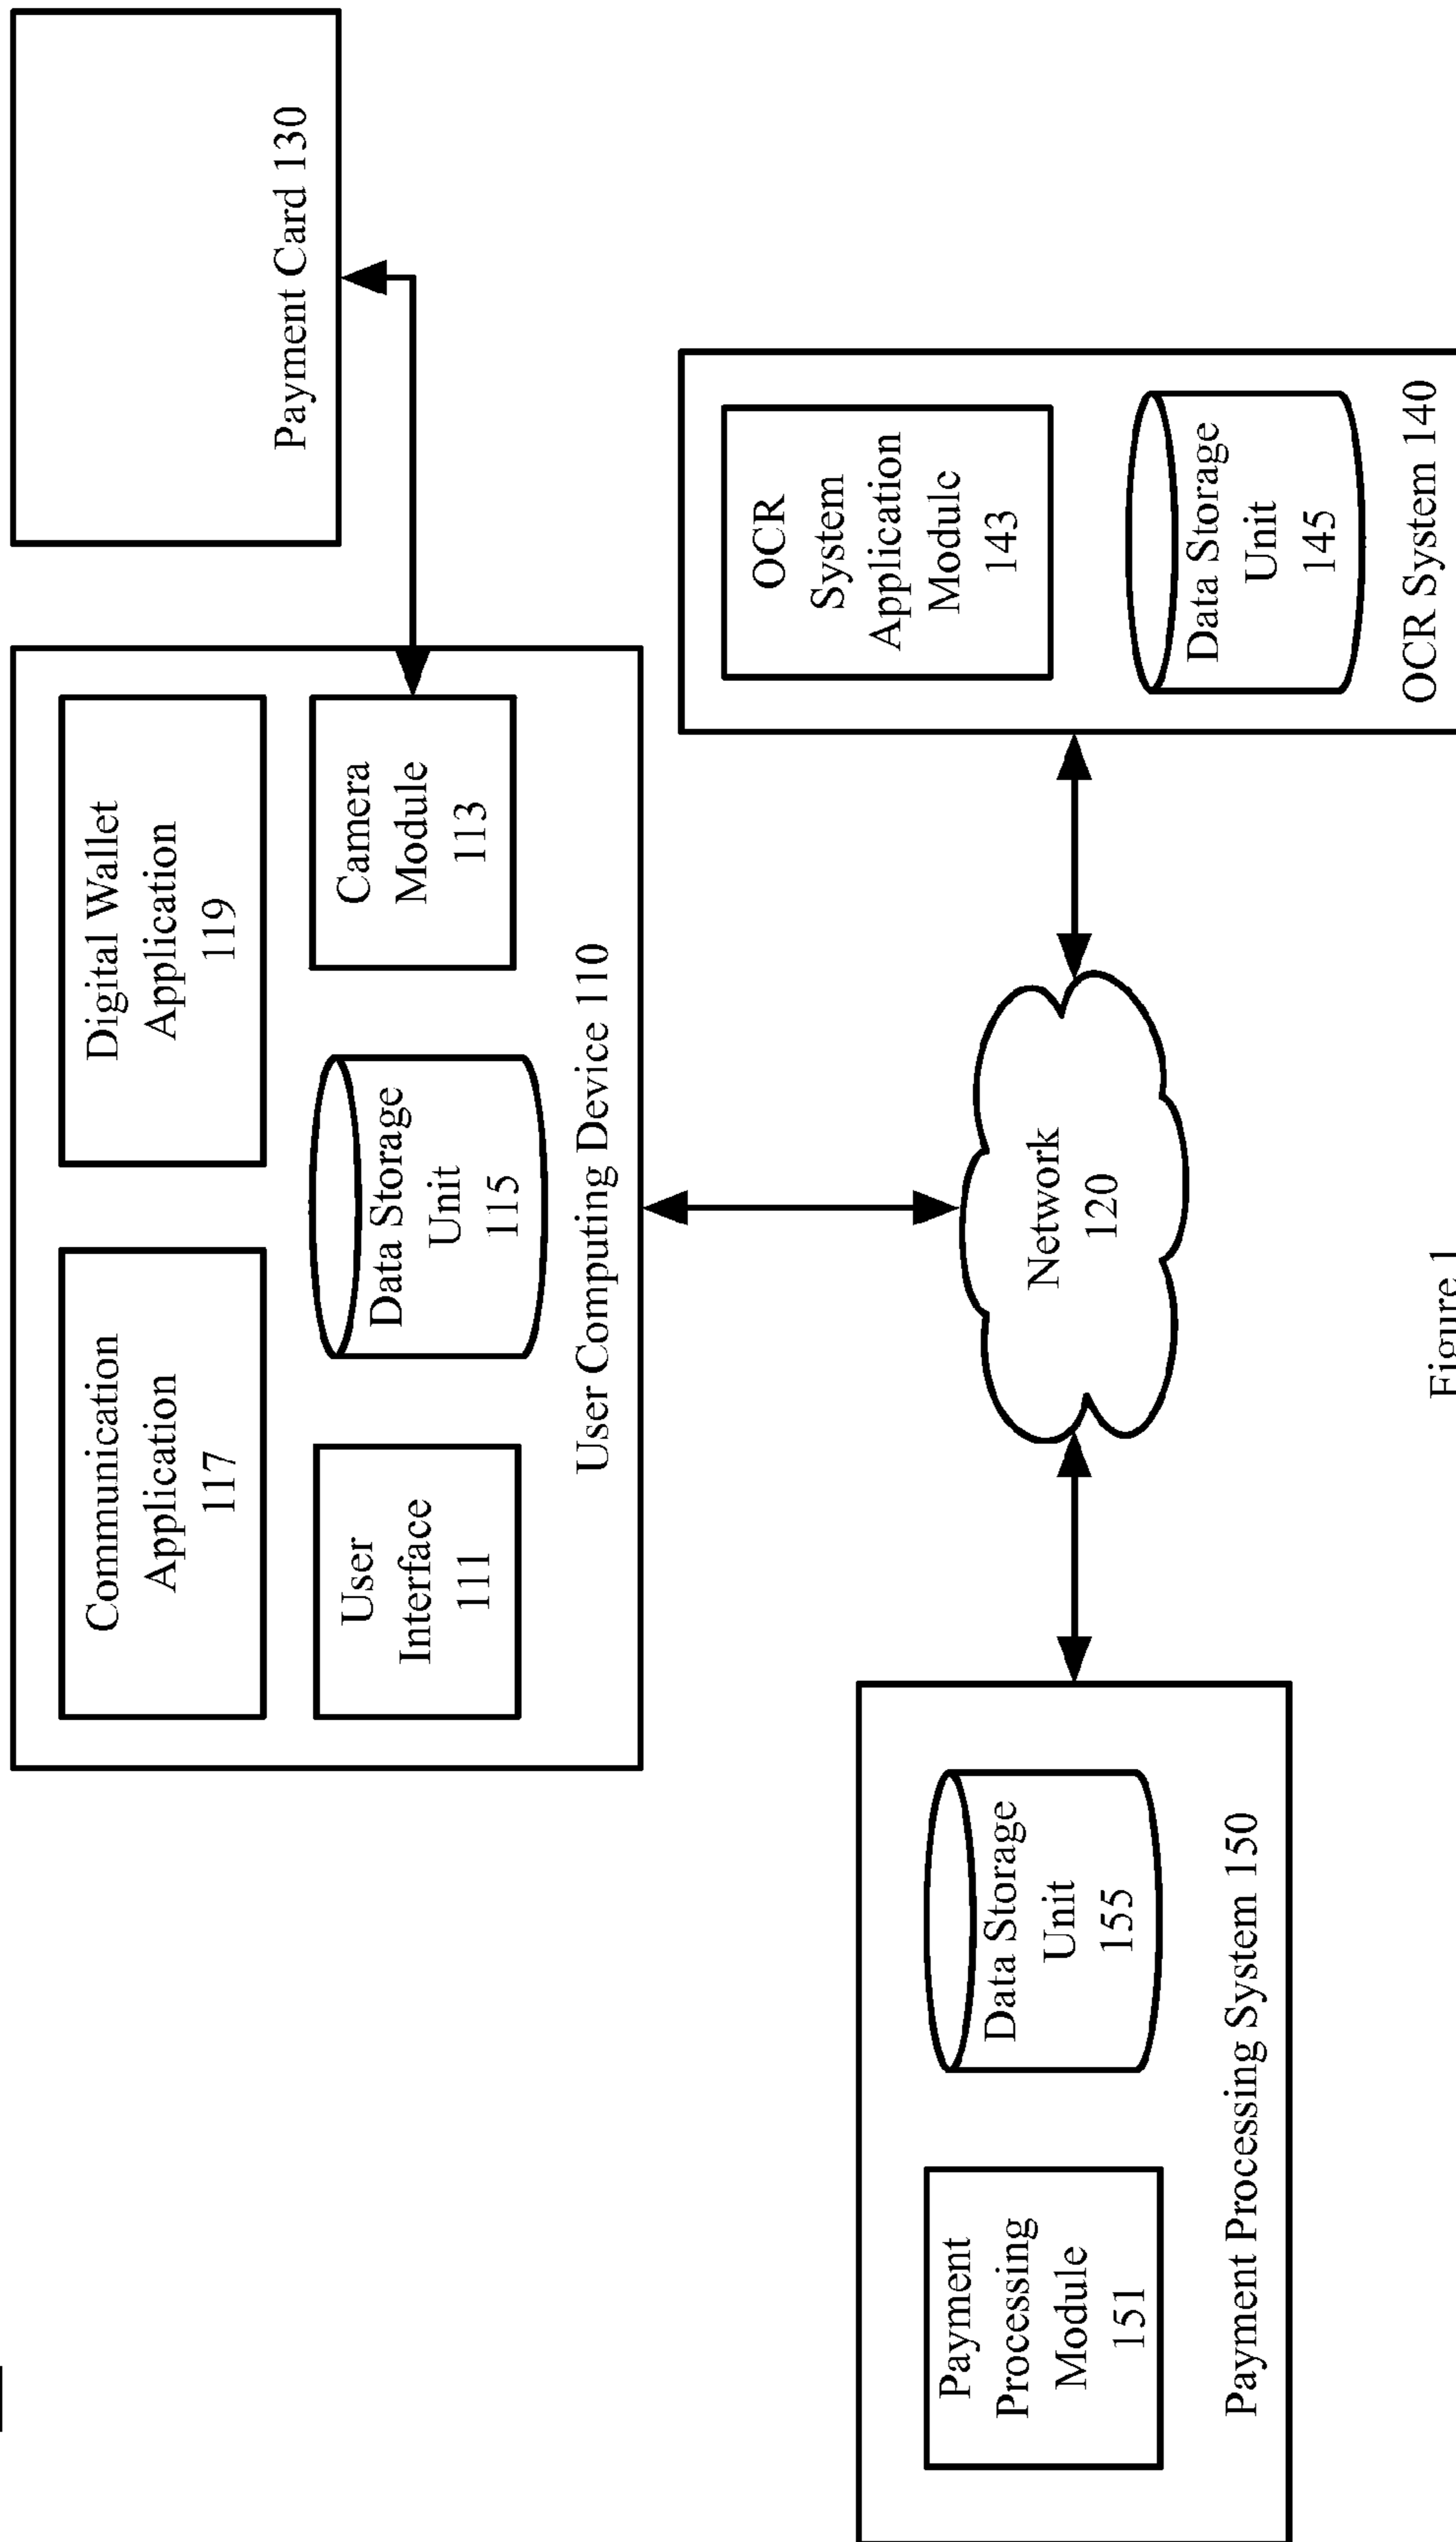 Communication
Application
117
Digital Wallet
Application
119
User
Interface
111
Data Storage
Unit
115
Camera
Module
113
User Computing Device 110
Payment Card 130
Network
120
OCR
System
Application
Module
143
Data Storage
Unit
145
OCR System 140
Payment
Processing
Module
151
Data Storage
Unit
155
Payment Processing System 150
Figure 1